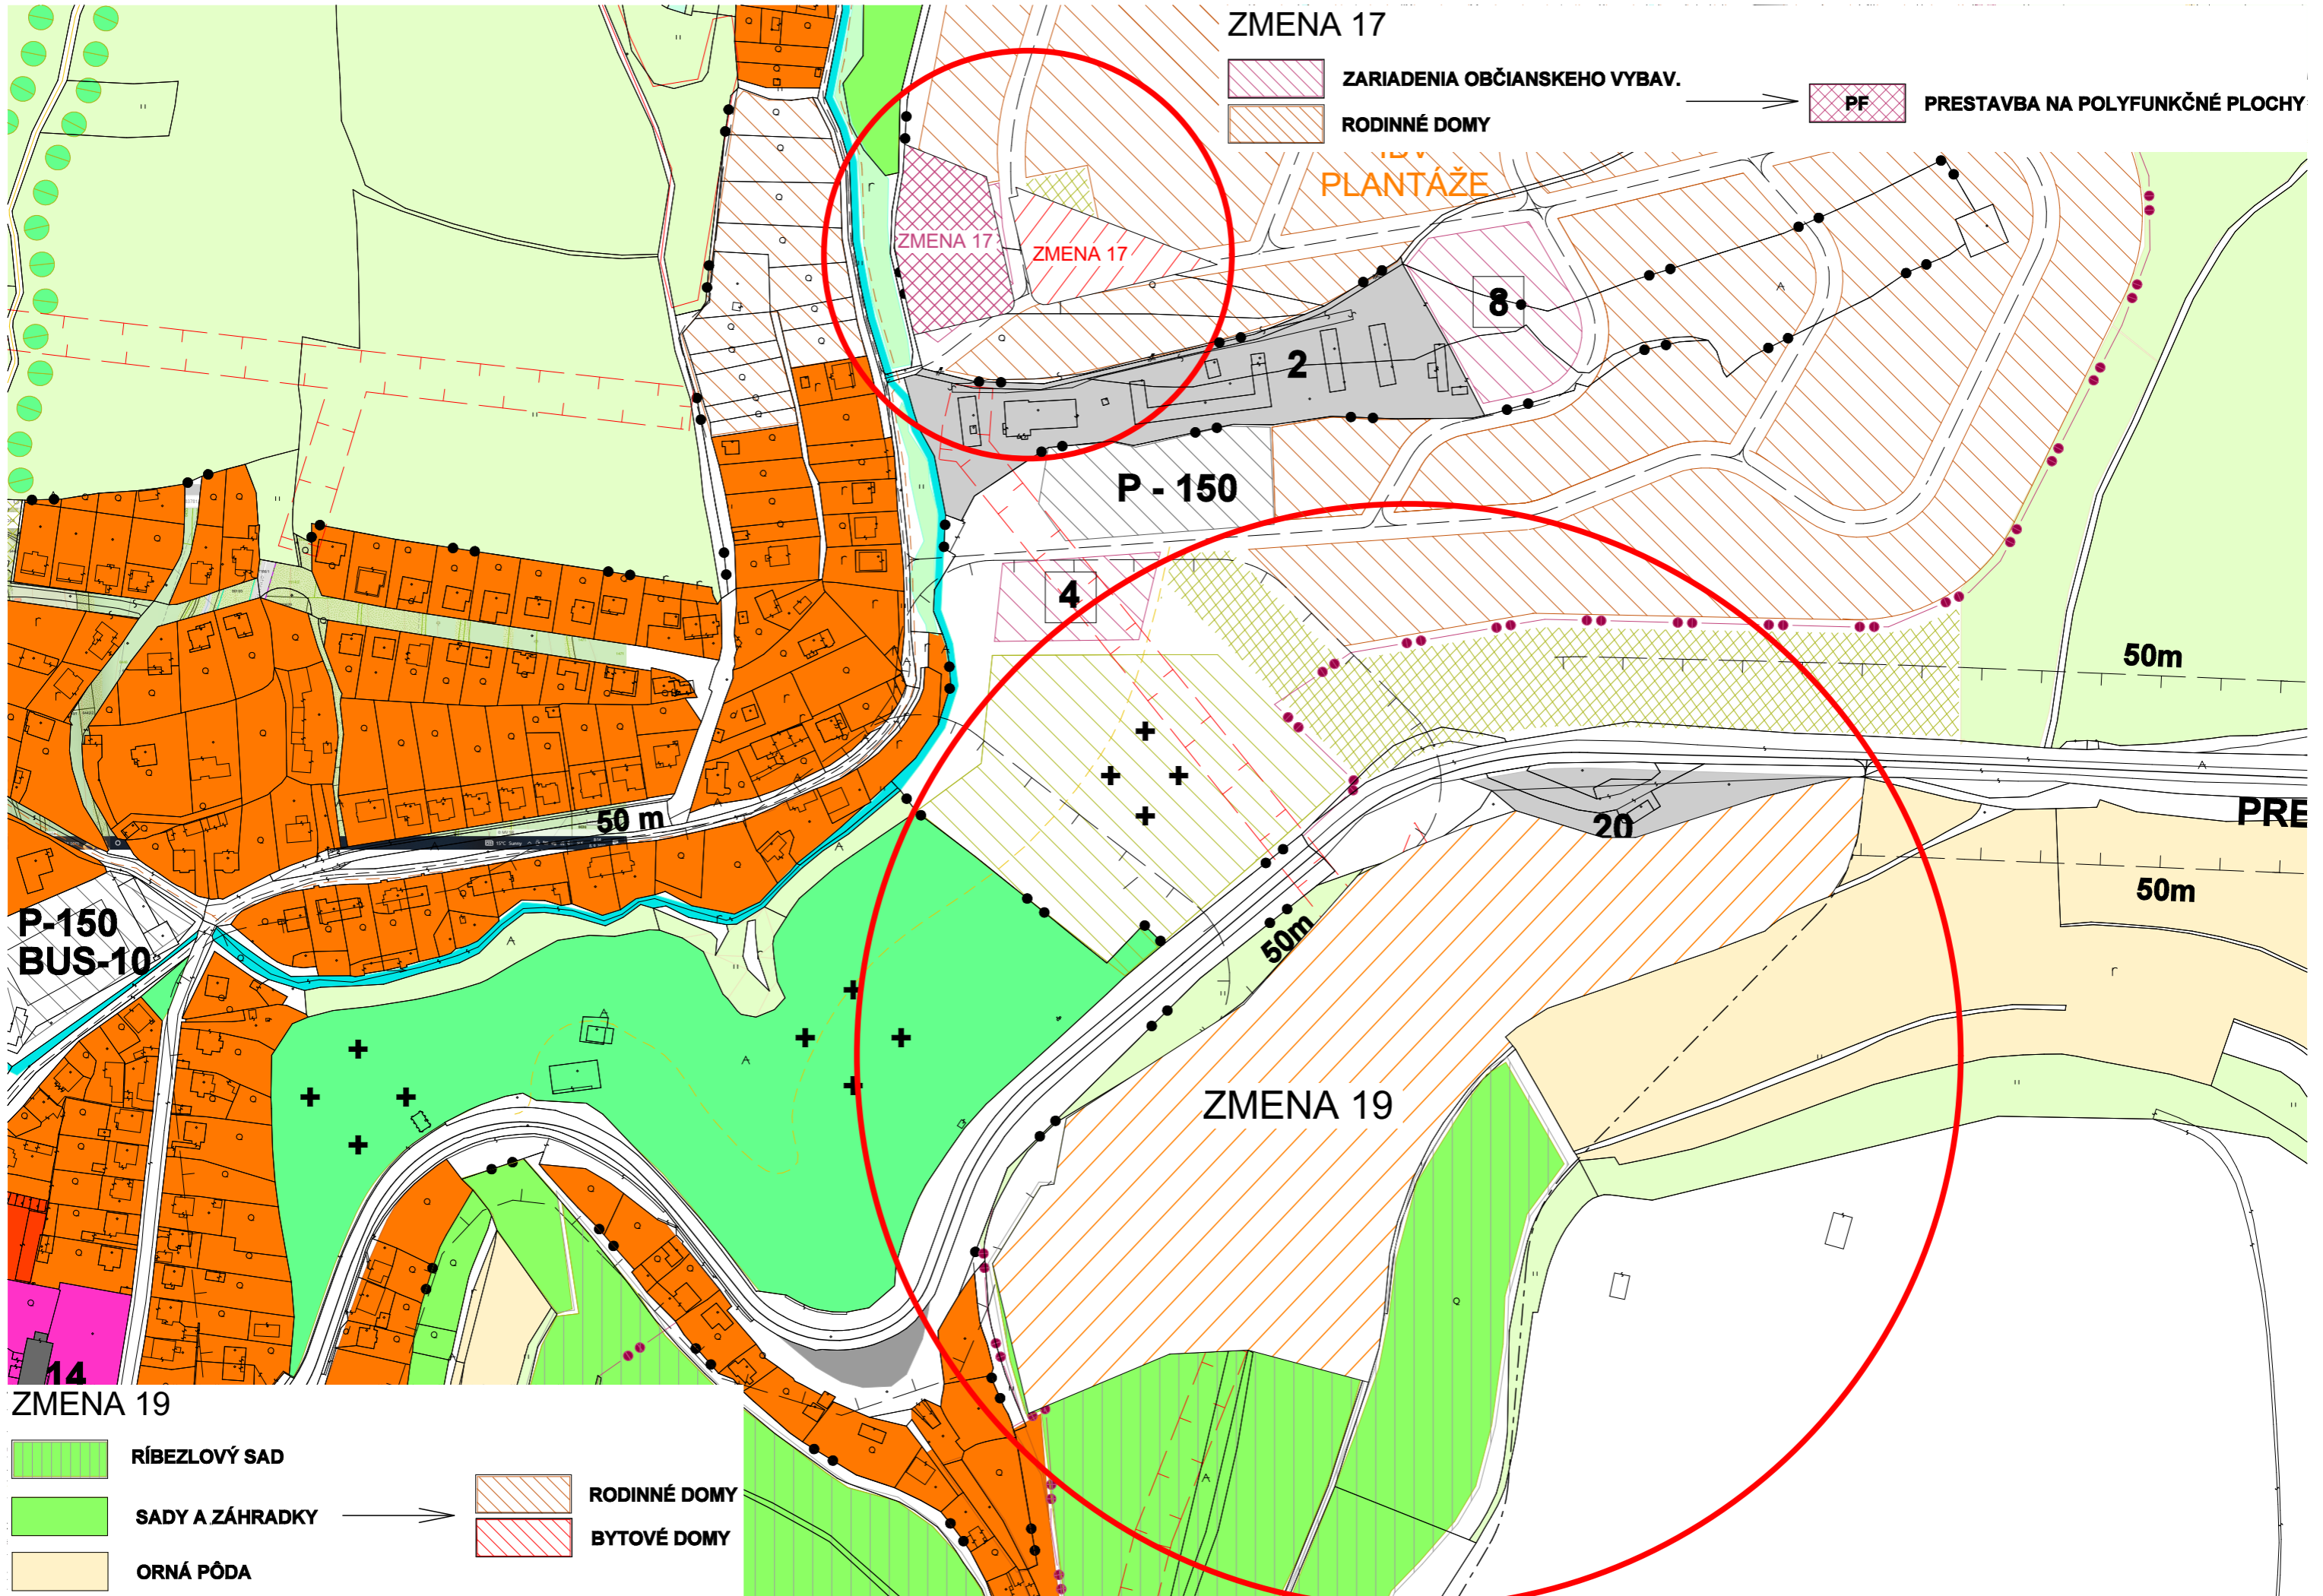 ZMENA 17
ZARIADENIA OBČIANSKEHO VYBAV.
RODINNÉ DOMY
PF
PRESTAVBA NA POLYFUNKČNÉ PLOCHY
PLANTÁŽE
ZMENA 17
ZMENA 17
8
2
P - 150
4
50m
50 m
20
PRE
50m
P-150
BUS-10
50m
ZMENA 19
14
ZMENA 19
RÍBEZLOVÝ SAD
SADY A ZÁHRADKY
ORNÁ PÔDA
RODINNÉ DOMY
BYTOVÉ DOMY